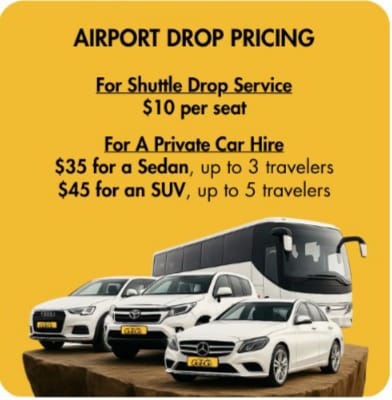 AIRPORT DROP PRICING
For Shuttle Drop Service
$10 per seat
For A Private Car Hire
$35 for a Sedan, up to 3 travelers
$45 for an SUV, up to 5 travelers